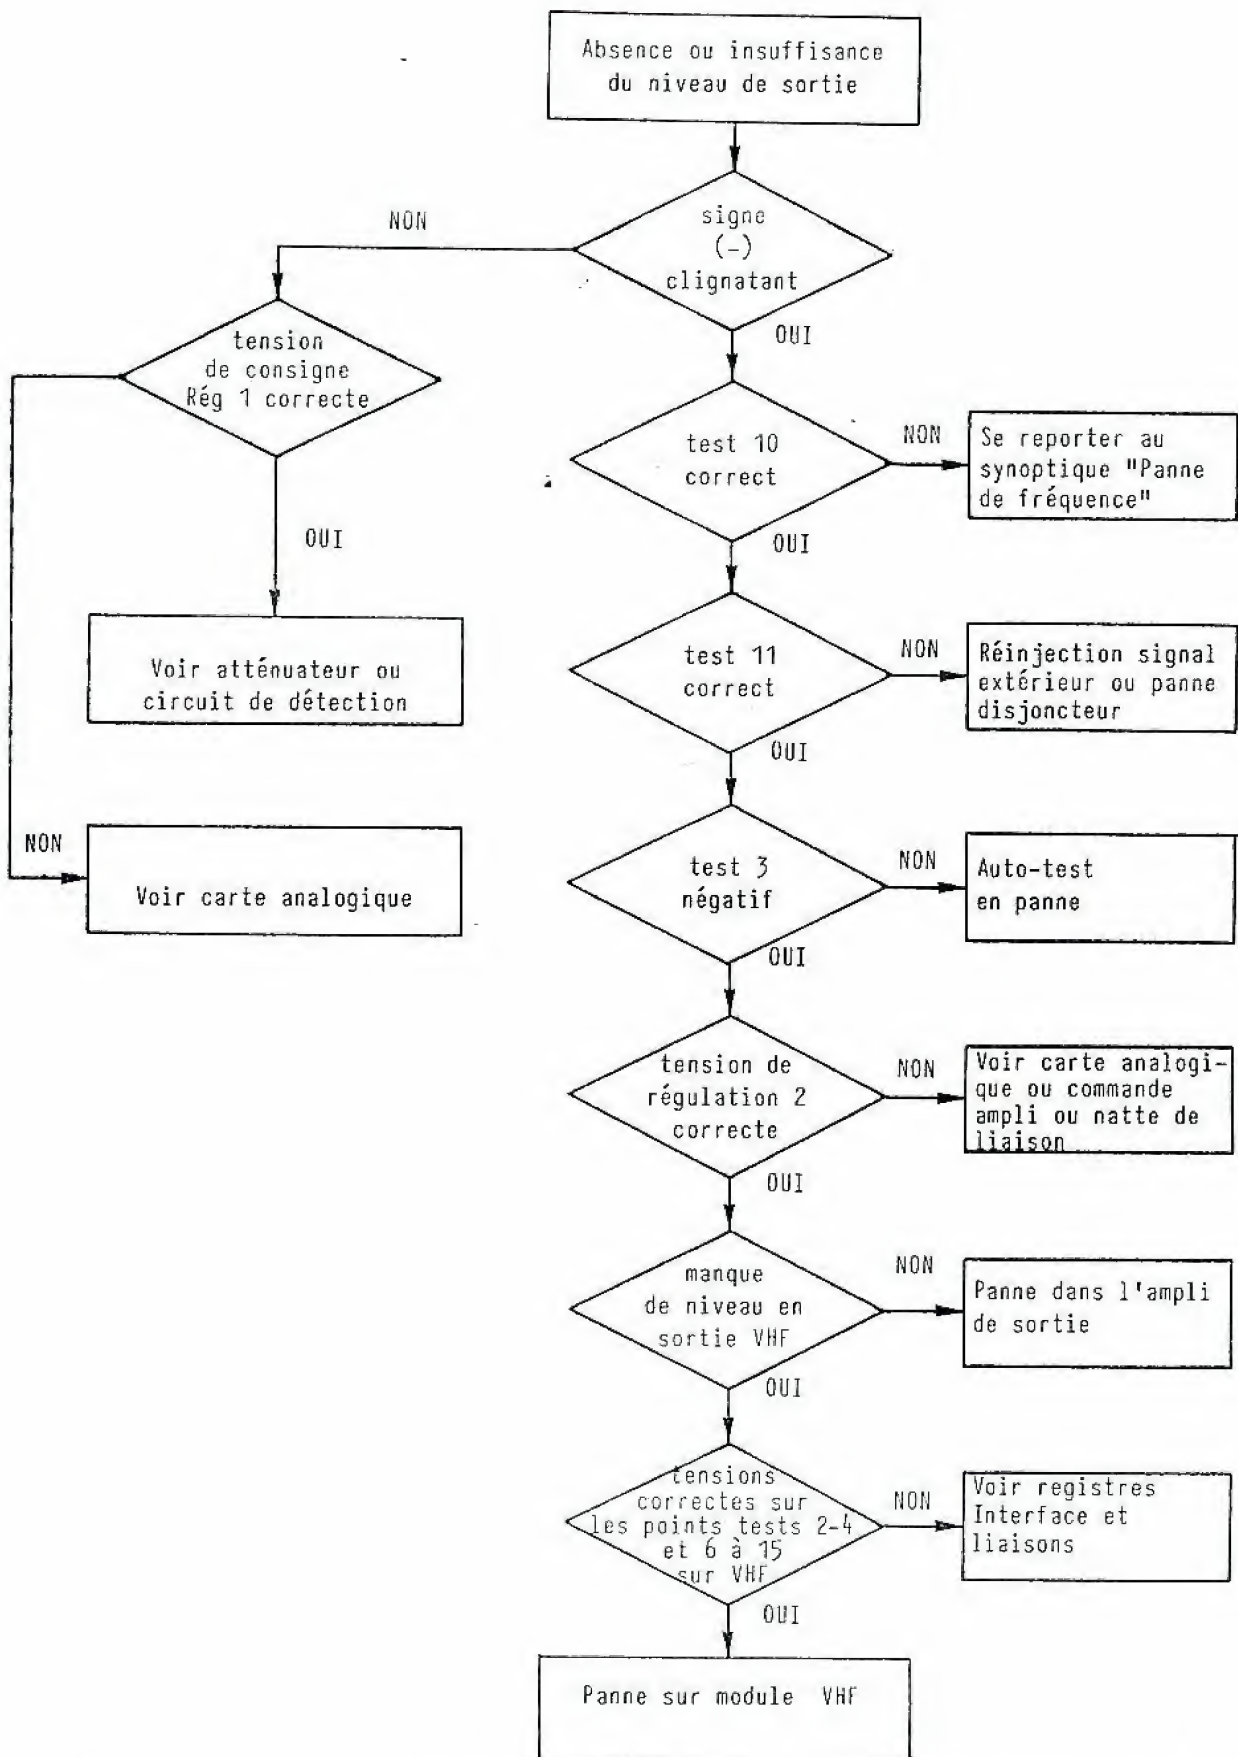 Absence ou insuffisance
du niveau de sortie
NON
signe
(-)
clignatant
OUI
tension
de consigne
Rég 1 correcte
OUI
Voir atténuateur ou
circuit de détection
NON
Voir carte analogique
test 10
correct
NON
Se reporter au
synoptique "Panne
de fréquence"
OUI
test 11
correct
NON
Réinjection signal
extérieur ou panne
disjoncteur
OUI
test 3
négatif
NON
Auto-test
en panne
OUI
tension de
régulation 2
correcte
NON
Voir carte analogi-
que ou commande
ampli ou natte de
liaison
OUI
manque
de niveau en
sortie VHF
NON
Panne dans l'ampli
de sortie
OUI
tensions
correctes sur
les points tests 2-4
et 6 à 15
sur VHF
NON
Voir registres
Interface et
liaisons
OUI
Panne sur module VHF